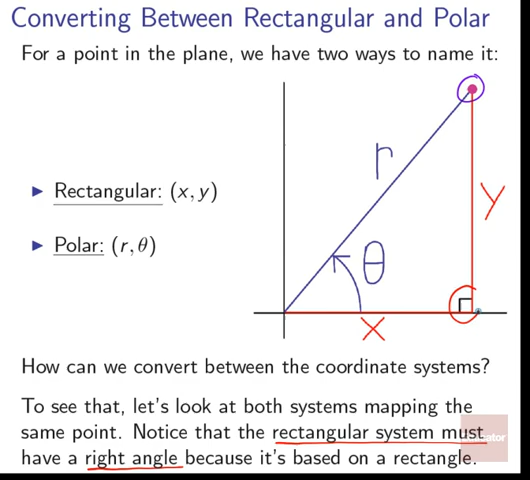 Converting Between Rectangular and Polar
For a point in the plane, we have two ways to name it:
r
Rectangular: (x, y)
y
Polar: (r, θ)
θ
x
How can we convert between the coordinate systems?
To see that, let's look at both systems mapping the
same point. Notice that the rectangular system must
have a right angle because it's based on a rectangle.